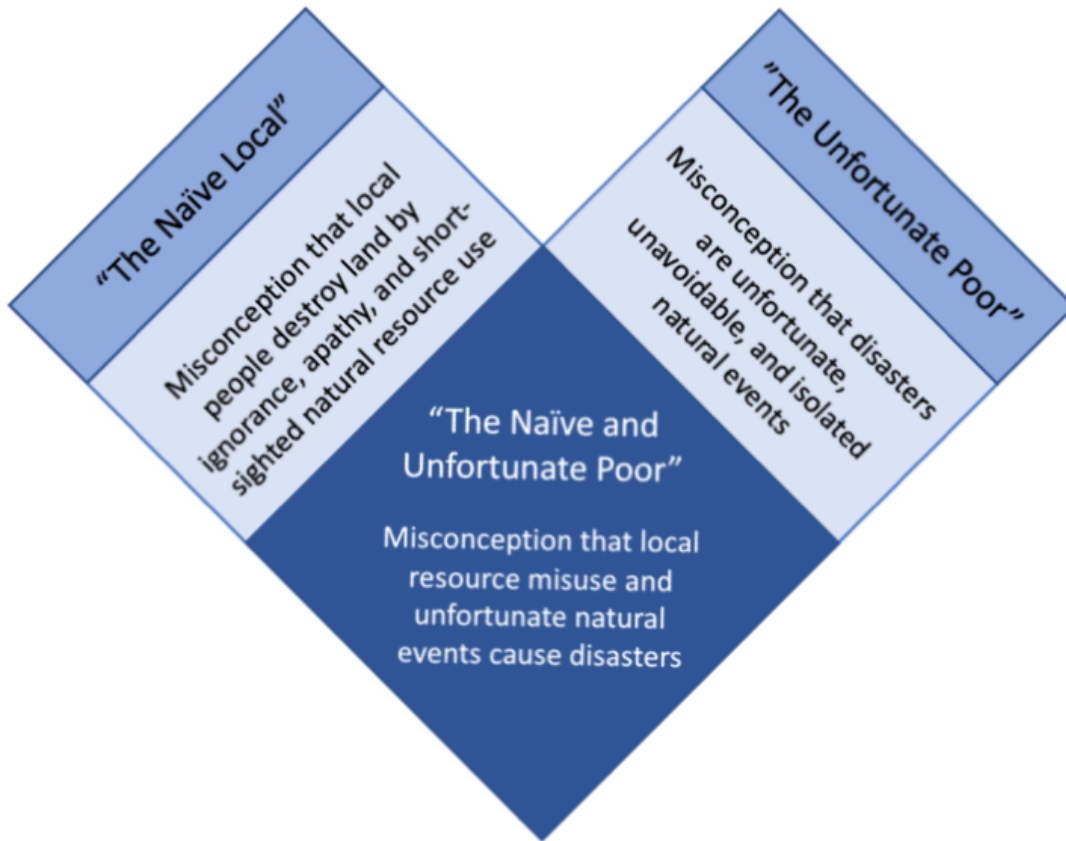 “The Naïve Local”
Misconception that local
people destroy land by
ignorance, apathy, and short-
sighted natural resource use
”The Unfortunate Poor”
Misconception that disasters
are unfortunate,
unavoidable, and isolated
natural events
“The Naïve and
Unfortunate Poor”
Misconception that local
resource misuse and
unfortunate natural
events cause disasters